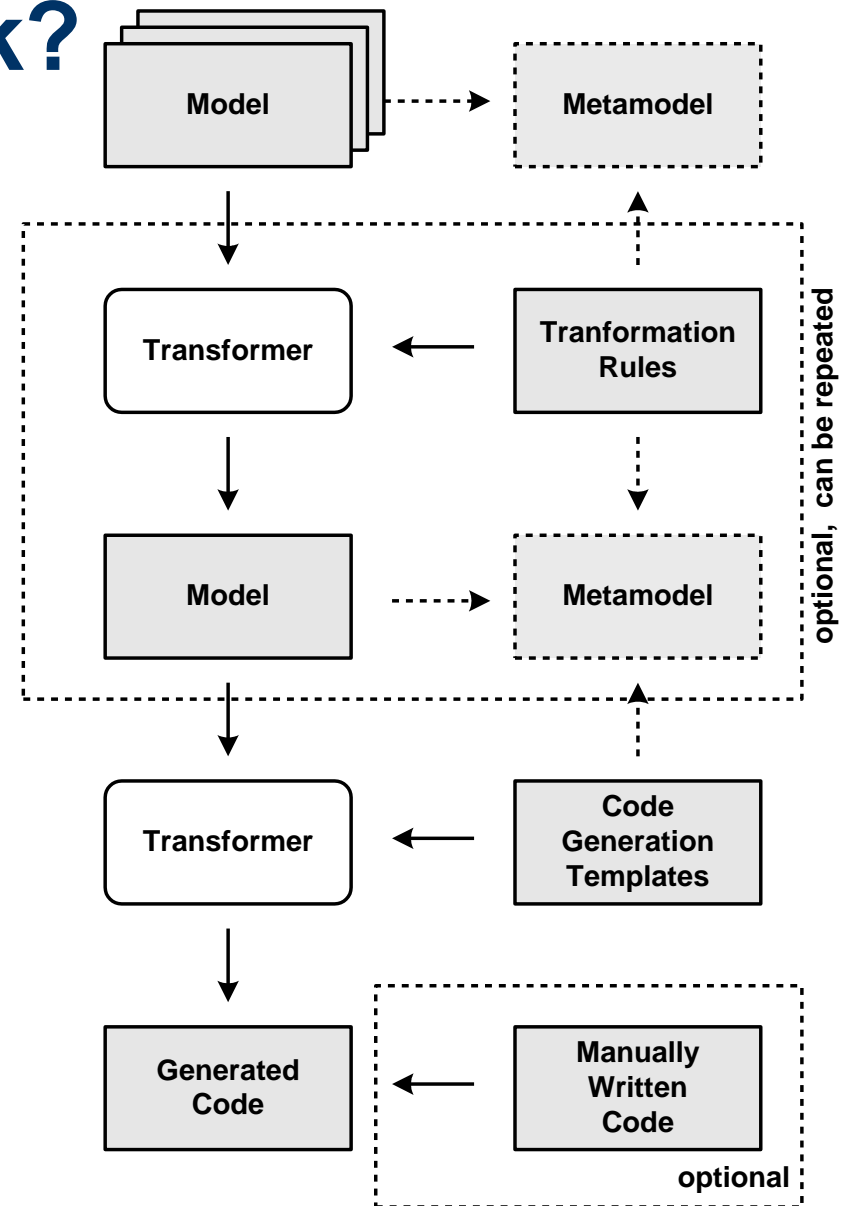 k?
Model
Metamodel
Transformer
Tranformation
Rules
optional, can be repeated
Model
Metamodel
Transformer
Code
Generation
Templates
Generated
Code
Manually
Written
Code
optional